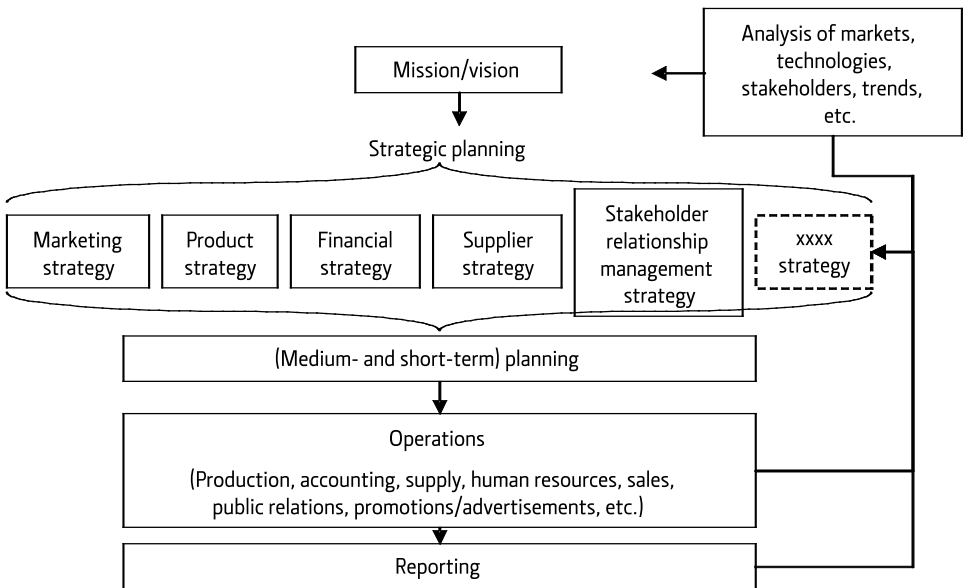 Analysis of markets,
technologies,
stakeholders, trends,
etc.
Mission/vision
Strategic planning
Marketing
strategy
Product
strategy
Financial
strategy
Supplier
strategy
Stakeholder
relationship
management
strategy
xxxx
strategy
(Medium- and short-term) planning
Operations
(Production, accounting, supply, human resources, sales,
public relations, promotions/advertisements, etc.)
Reporting